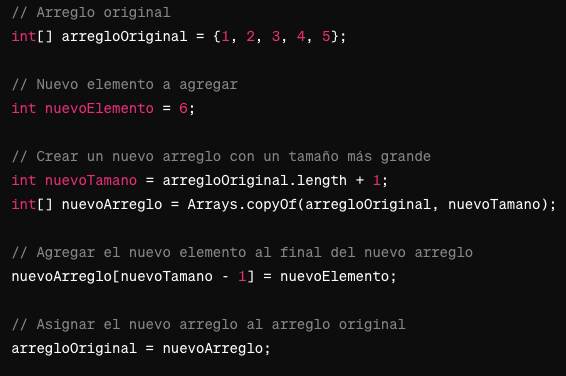 // Arreglo original
int[] arregloOriginal = {1, 2, 3, 4, 5};
// Nuevo elemento a agregar
int nuevoElemento = 6;
// Crear un nuevo arreglo con un tamaño más grande
int nuevoTamano = arregloOriginal.length + 1;
int[] nuevoArreglo = Arrays.copyOf(arregloOriginal, nuevoTamano);
// Agregar el nuevo elemento al final del nuevo arreglo
nuevoArreglo[nuevoTamano - 1] = nuevoElemento;
// Asignar el nuevo arreglo al arreglo original
arregloOriginal = nuevoArreglo;